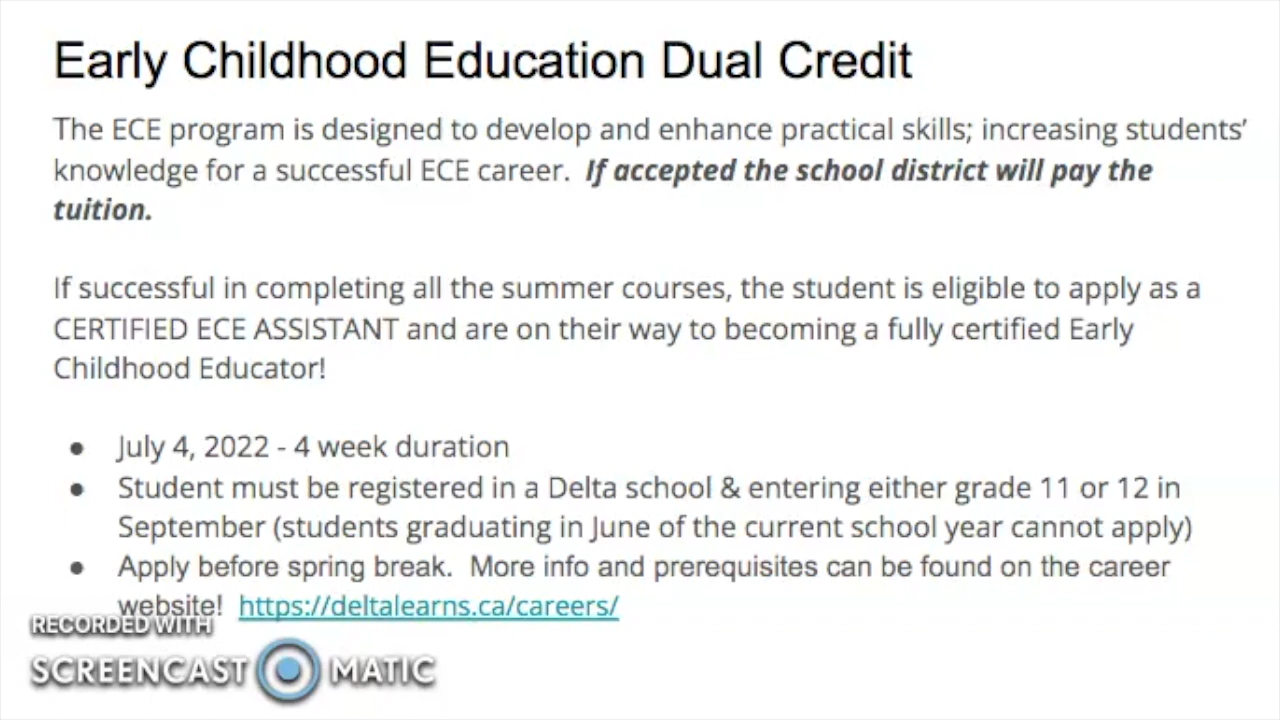 Early Childhood Education Dual Credit
The ECE program is designed to develop and enhance practical skills; increasing students’
knowledge for a successful ECE career. If accepted the school district will pay the
tuition.
If successful in completing all the summer courses, the student is eligible to apply as a
CERTIFIED ECE ASSISTANT and are on their way to becoming a fully certified Early
Childhood Educator!
● July 4, 2022 - 4 week duration
● Student must be registered in a Delta school & entering either grade 11 or 12 in
September (students graduating in June of the current school year cannot apply)
● Apply before spring break. More info and prerequisites can be found on the career
website! https://deltalearns.ca/careers/
RECORDED WITH
SCREENCAST MATIC